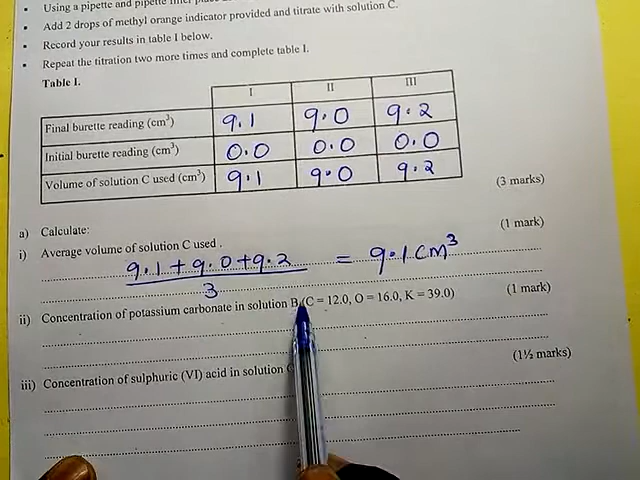 Using a pipette and pipette
Add 2 drops of methyl orange indicator provided and titrate with solution C.
Record your results in table I below.
Repeat the titration two more times and complete table I.
Table I.
I II III
Final burette reading (cm³) 9.1 9.0 9.2
Initial burette reading (cm³) 0.0 0.0 0.0
Volume of solution C used (cm³) 9.1 9.0 9.2
(3 marks)
a) Calculate:
i) Average volume of solution C used . (1 mark)
9.1 + 9.0 + 9.2 = 9.1 cm³
3
ii) Concentration of potassium carbonate in solution B (C = 12.0, O = 16.0, K = 39.0) (1 mark)
iii) Concentration of sulphuric (VI) acid in solution (1½ marks)